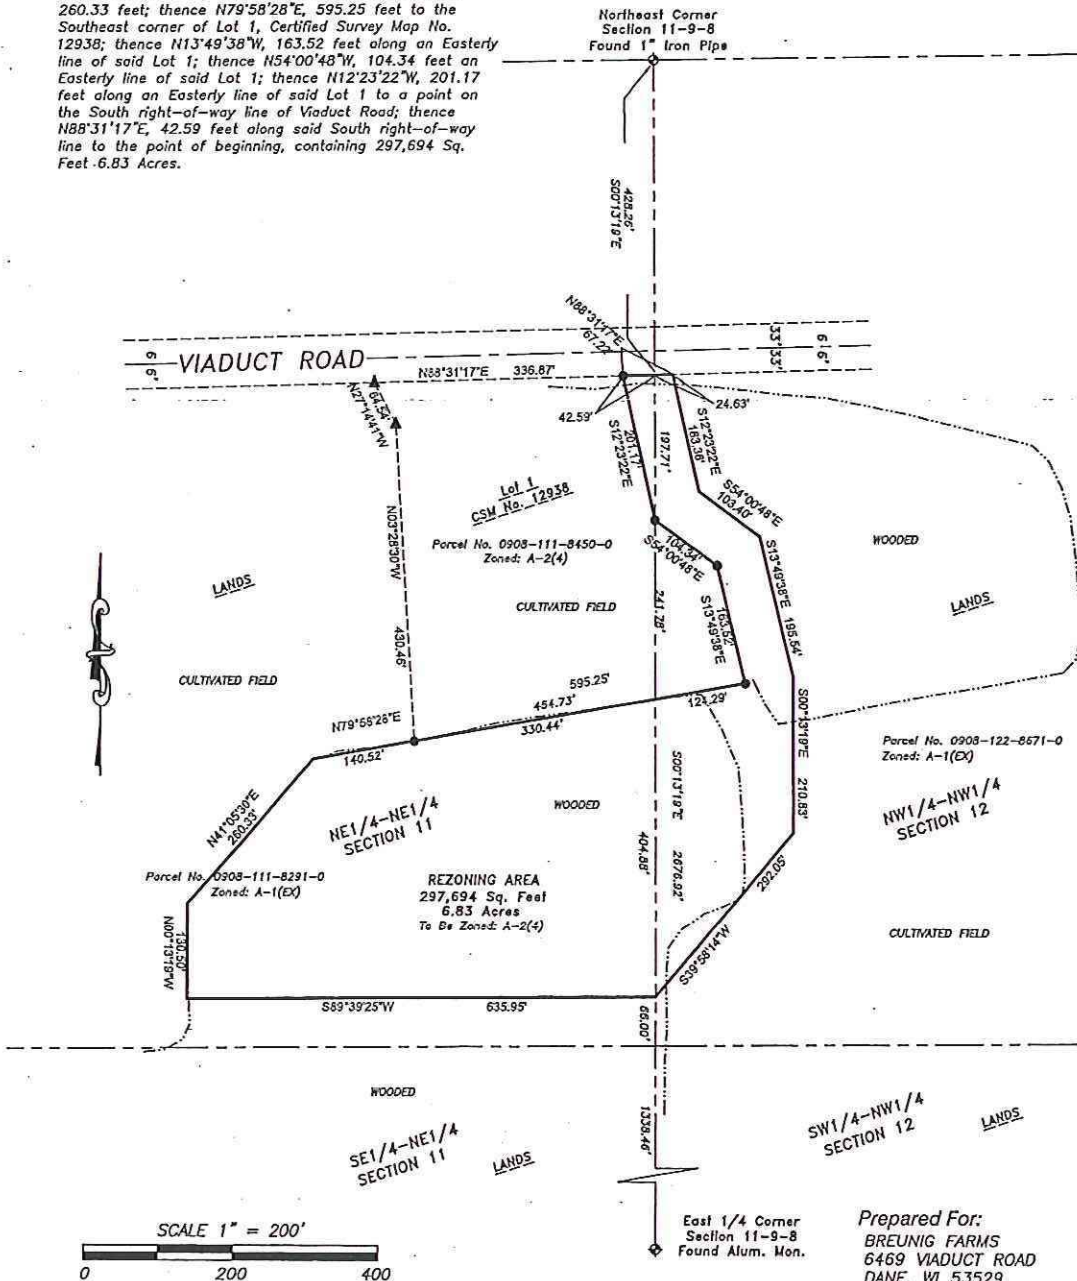 260.33 feet; thence N79°58'28"E, 595.25 feet to the
Southeast corner of Lot 1, Certified Survey Map No.
12938; thence N13°49'38"W, 163.52 feet along an Easterly
line of said Lot 1; thence N54°00'48"W, 104.34 feet an
Easterly line of said Lot 1; thence N12°23'22"W, 201.17
feet along an Easterly line of said Lot 1 to a point on
the South right-of-way line of Viaduct Road; thence
N88°31'17"E, 42.59 feet along said South right-of-way
line to the point of beginning, containing 297,694 Sq.
Feet 6.83 Acres.
Northeast Corner
Section 11-9-8
Found 1" Iron Pipe
428.26'
S00°13'19"E
N88°31'17"E
67.22'
33' 33'
6.6'
6.6'
VIADUCT ROAD
N88°31'17"E 336.87'
64.54'
N27°14'41"W
42.59'
24.63'
201.17'
S12°23'22"E
197.71'
S12°23'22"E
183.36'
Lot 1
CSM No. 12938
S54°00'48"E
103.40'
Parcel No. 0908-111-8450-0
Zoned: A-2(4)
104.34'
S54°00'48"E
WOODED
N03°28'30"W
430.46'
S13°49'38"E 195.54'
LANDS
CULTIVATED FIELD
241.78'
163.52'
S13°49'38"E
LANDS
CULTIVATED FIELD
595.25'
454.73'
124.29'
N79°58'28"E
330.44'
140.52'
S00°13'19"E 210.83'
Parcel No. 0908-122-8671-0
Zoned: A-1(EX)
S00°13'19"E 2676.92'
NW1/4-NW1/4
SECTION 12
N41°05'30"E
260.33'
NE1/4-NE1/4
SECTION 11
WOODED
404.88'
292.05'
S39°58'14"W
Parcel No. 0908-111-8291-0
Zoned: A-1(EX)
REZONING AREA
297,694 Sq. Feet
6.83 Acres
To Be Zoned: A-2(4)
130.50'
N00°13'19"W
CULTIVATED FIELD
S89°39'25"W 635.95'
66.00'
WOODED
1338.46'
SE1/4-NE1/4
SECTION 11
LANDS
SW1/4-NW1/4
SECTION 12
LANDS
SCALE 1" = 200'
0 200 400
East 1/4 Corner
Section 11-9-8
Found Alum. Mon.
Prepared For:
BREUNIG FARMS
6469 VIADUCT ROAD
DANE, WI 53529